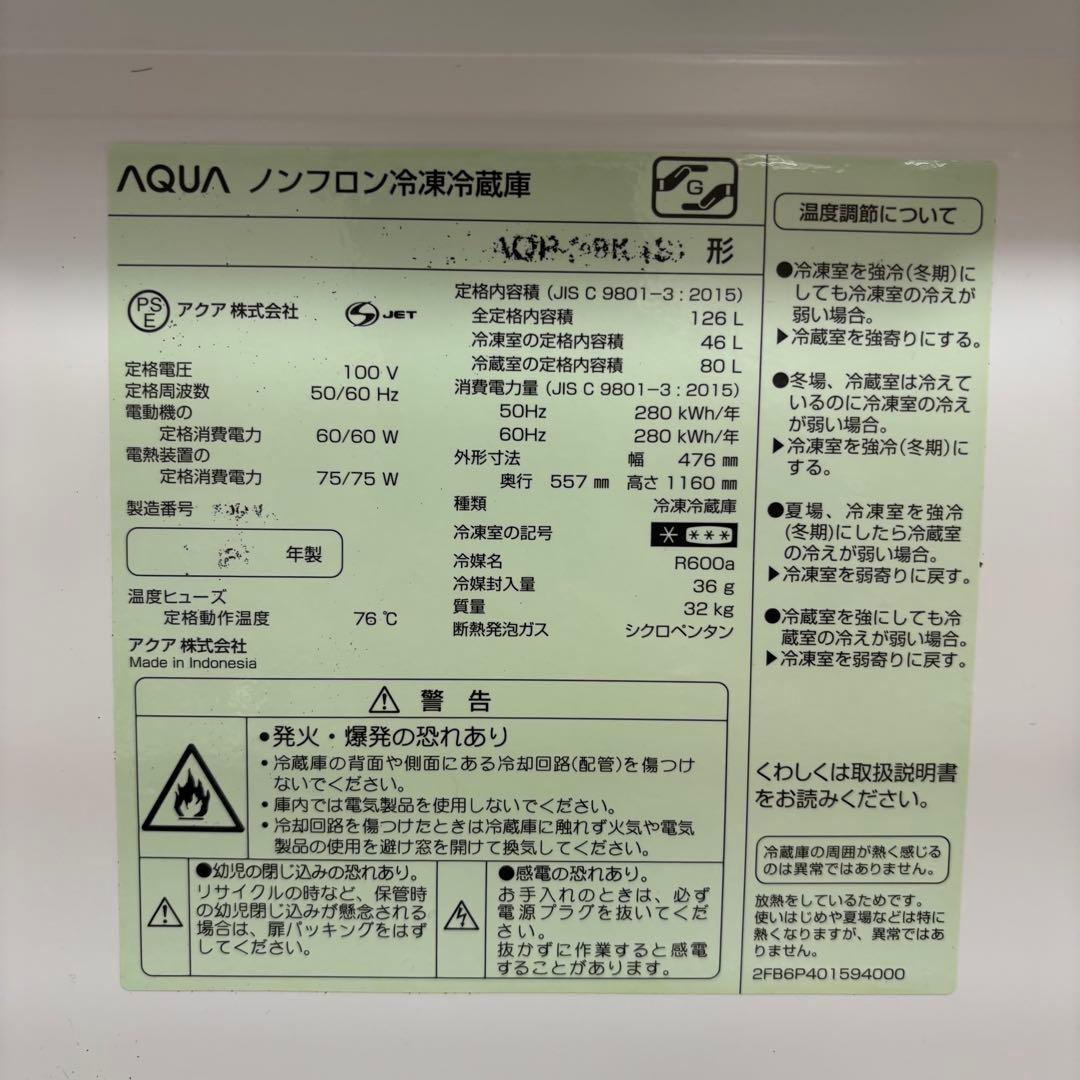 AQUA ノンフロン冷凍冷蔵庫
G
形
PS E アクア 株式会社
S JET
定格電圧 100 V
定格周波数 50/60 Hz
電動機の
定格消費電力 60/60 W
電熱装置の
定格消費電力 75/75 W
製造番号
年製
温度ヒューズ
定格動作温度 76 ℃
アクア 株式会社
Made in Indonesia
定格内容積 (JIS C 9801-3 : 2015)
全定格内容積 126 L
冷凍室の定格内容積 46 L
冷蔵室の定格内容積 80 L
消費電力量 (JIS C 9801-3 : 2015)
50Hz 280 kWh/年
60Hz 280 kWh/年
外形寸法 幅 476 ㎜
奥行 557 ㎜ 高さ 1160 ㎜
種類 冷凍冷蔵庫
冷凍室の記号 * ***
冷媒名 R600a
冷媒封入量 36 g
質量 32 kg
断熱発泡ガス シクロペンタン
⚠ 警 告
•発火・爆発の恐れあり
・冷蔵庫の背面や側面にある冷却回路(配管)を傷つけ
ないでください。
・庫内では電気製品を使用しないでください。
・冷却回路を傷つけたときは冷蔵庫に触れず火気や電気
製品の使用を避け窓を開けて換気してください。
●幼児の閉じ込みの恐れあり。
リサイクルの時など、保管時
の幼児閉じ込みが懸念される
場合は、扉パッキングをはず
してください。
●感電の恐れあり。
お手入れのときは、必ず
電源プラグを抜いてくだ
さい。
抜かずに作業すると感電
することがあります。
温度調節について
●冷凍室を強冷(冬期)に
しても冷凍室の冷えが
弱い場合。
▶冷蔵室を強寄りにする。
●冬場、冷蔵室は冷えて
いるのに冷凍室の冷え
が弱い場合。
▶冷凍室を強冷(冬期)に
する。
●夏場、冷凍室を強冷
(冬期)にしたら冷蔵室
の冷えが弱い場合。
▶冷凍室を弱寄りに戻す。
●冷蔵室を強にしても冷
蔵室の冷えが弱い場合。
▶冷凍室を弱寄りに戻す。
くわしくは取扱説明書
をお読みください。
冷蔵庫の周囲が熱く感じる
のは異常ではありません。
放熱をしているためです。
使いはじめや夏場などは特に
熱くなりますが、異常ではあ
りません。
2FB6P401594000